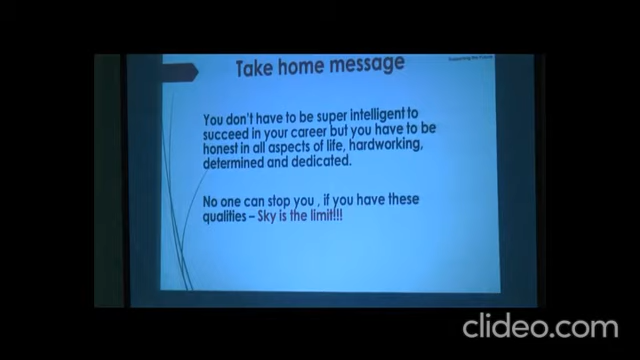 Take home message
You don't have to be super intelligent to
succeed in your career but you have to be
honest in all aspects of life, hardworking,
determined and dedicated.
No one can stop you , if you have these
qualities – Sky is the limit!!!
clideo.com